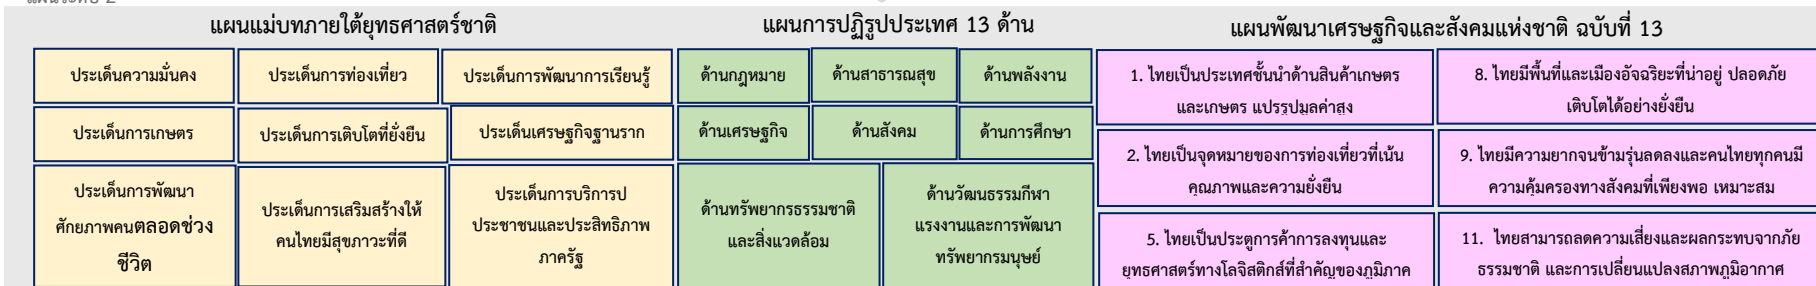 แผนระดับ 2
แผนแม่บทภายใต้ยุทธศาสตร์ชาติ
ประเด็นความมั่นคง
ประเด็นการท่องเที่ยว
ประเด็นการพัฒนาการเรียนรู้
ประเด็นการเกษตร
ประเด็นการเติบโตที่ยั่งยืน
ประเด็นเศรษฐกิจฐานราก
ประเด็นการพัฒนา
ศักยภาพคนตลอดช่วง
ชีวิต
ประเด็นการเสริมสร้างให้
คนไทยมีสุขภาวะที่ดี
ประเด็นการบริการป
ประชาชนและประสิทธิภาพ
ภาครัฐ
แผนการปฏิรูปประเทศ 13 ด้าน
ด้านกฎหมาย
ด้านสาธารณสุข
ด้านพลังงาน
ด้านเศรษฐกิจ
ด้านสังคม
ด้านการศึกษา
ด้านทรัพยากรธรรมชาติ
และสิ่งแวดล้อม
ด้านวัฒนธรรมกีฬา
แรงงานและการพัฒนา
ทรัพยากรมนุษย์
แผนพัฒนาเศรษฐกิจและสังคมแห่งชาติ ฉบับที่ 13
1. ไทยเป็นประเทศชั้นนำด้านสินค้าเกษตร
และเกษตร แปรรูปมูลค่าสูง
8. ไทยมีพื้นที่และเมืองอัจฉริยะที่น่าอยู่ ปลอดภัย
เติบโตได้อย่างยั่งยืน
2. ไทยเป็นจุดหมายของการท่องเที่ยวที่เน้น
คุณภาพและความยั่งยืน
9. ไทยมีความยากจนข้ามรุ่นลดลงและคนไทยทุกคนมี
ความคุ้มครองทางสังคมที่เพียงพอ เหมาะสม
5. ไทยเป็นประตูการค้าการลงทุนและ
ยุทธศาสตร์ทางโลจิสติกส์ที่สำคัญของภูมิภาค
11. ไทยสามารถลดความเสี่ยงและผลกระทบจากภัย
ธรรมชาติ และการเปลี่ยนแปลงสภาพภูมิอากาศ